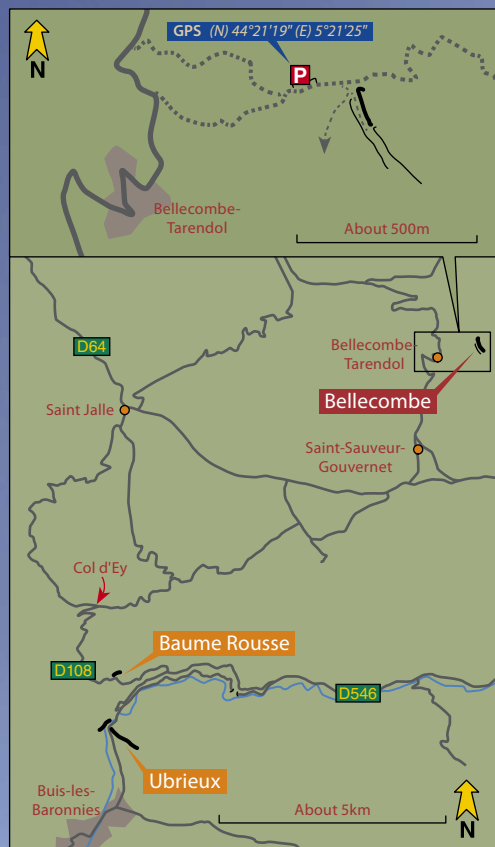 GPS (N) 44°21'19" (E) 5°21'25"
N
P
Bellecombe-
Tarendol
About 500m
D64
Bellecombe-
Tarendol
Bellecombe
Saint Jalle
Saint-Sauveur-
Gouvernet
Col d'Ey
Baume Rousse
D108
D546
Ubrieux
Buis-les-
Baronnies
About 5km
N